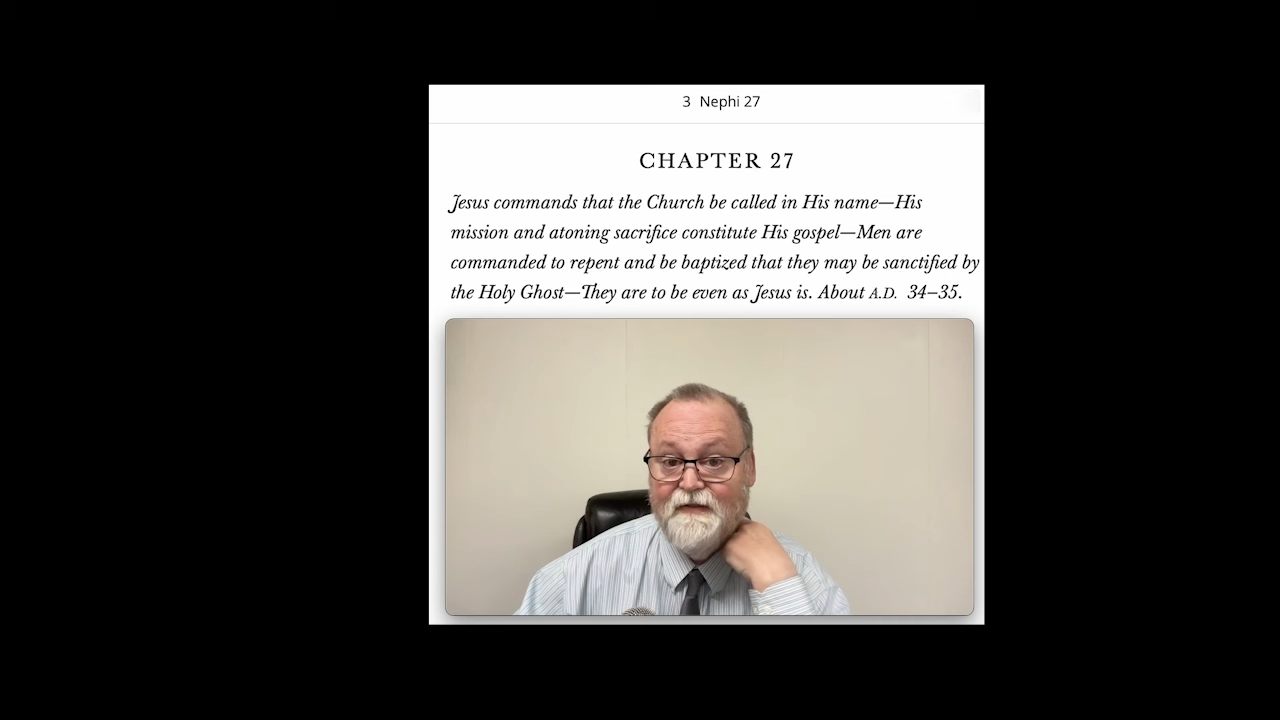 3 Nephi 27
CHAPTER 27
Jesus commands that the Church be called in His name—His
mission and atoning sacrifice constitute His gospel—Men are
commanded to repent and be baptized that they may be sanctified by
the Holy Ghost—They are to be even as Jesus is. About A.D. 34–35.